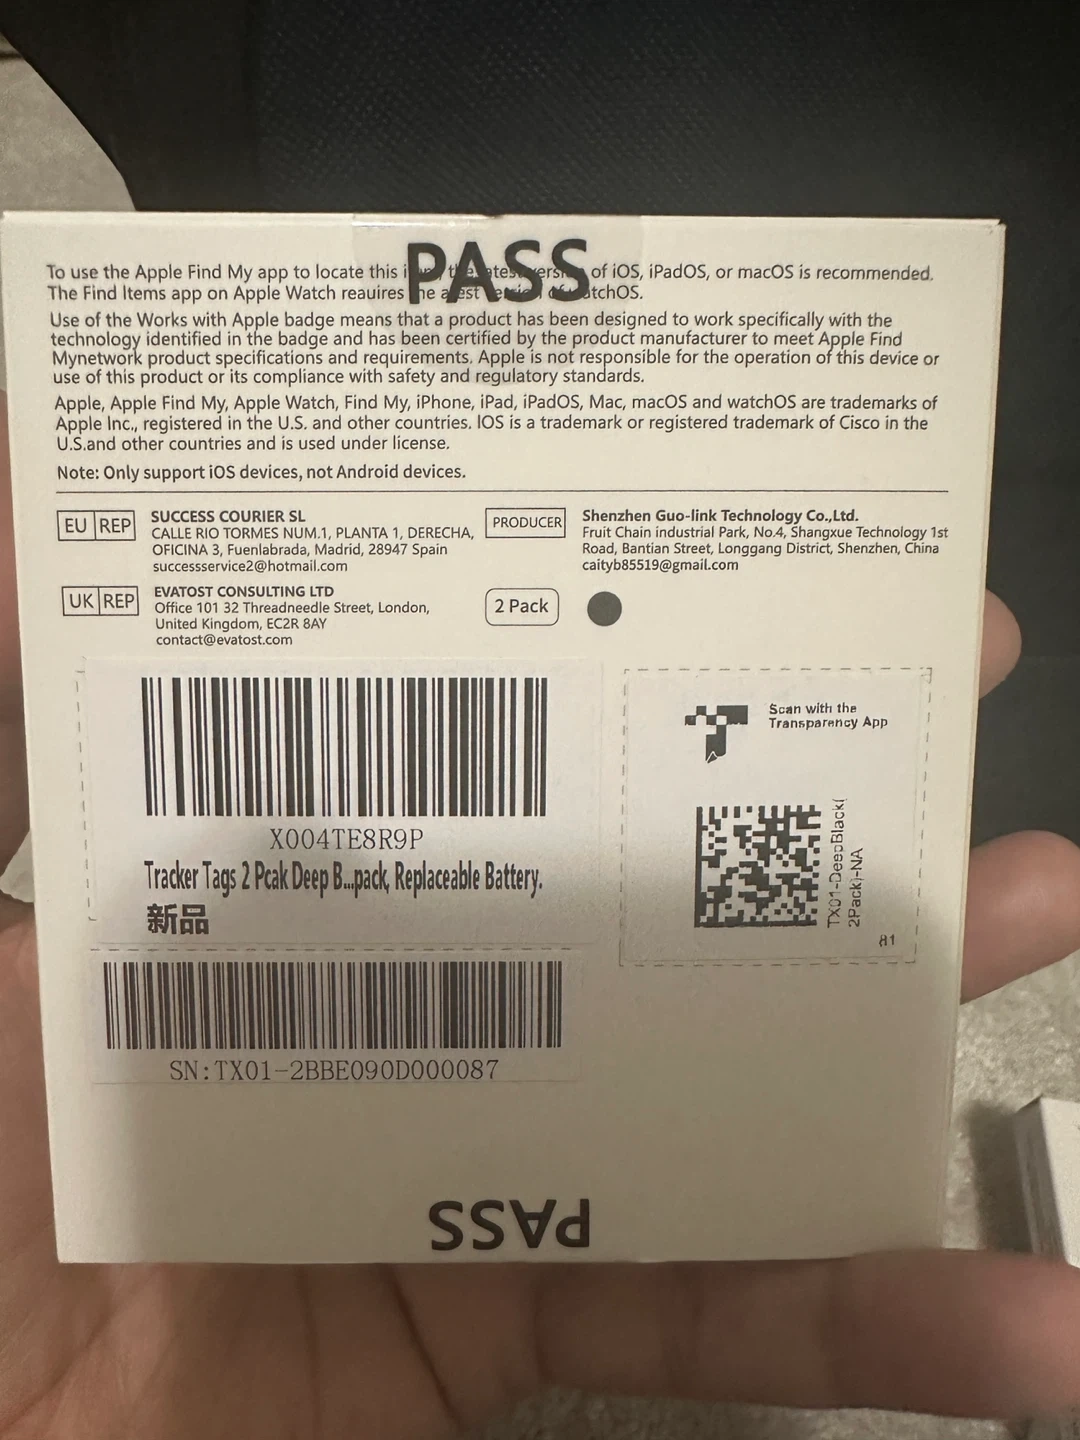 PASS
To use the Apple Find My app to locate this of iOS, iPadOS, or macOS is recommended.
The Find Items app on Apple Watch reauires
Use of the Works with Apple badge means that a product has been designed to work specifically with the
technology identified in the badge and has been certified by the product manufacturer to meet Apple Find
Mynetwork product specifications and requirements. Apple is not responsible for the operation of this device or
use of this product or its compliance with safety and regulatory standards.
Apple, Apple Find My, Apple Watch, Find My, iPhone, iPad, iPadOS, Mac, macOS and watchOS are trademarks of
Apple Inc., registered in the U.S. and other countries. IOS is a trademark or registered trademark of Cisco in the
U.S.and other countries and is used under license.
Note: Only support iOS devices, not Android devices.
EU REP
SUCCESS COURIER SL
CALLE RIO TORMES NUM.1, PLANTA 1, DERECHA,
OFICINA 3, Fuenlabrada, Madrid, 28947 Spain
successservice2@hotmail.com
PRODUCER
Shenzhen Guo-link Technology Co.,Ltd.
Fruit Chain industrial Park, No.4, Shangxue Technology 1st
Road, Bantian Street, Longgang District, Shenzhen, China
caityb85519@gmail.com
UK REP
EVATOST CONSULTING LTD
Office 101 32 Threadneedle Street, London,
United Kingdom, EC2R 8AY
contact@evatost.com
2 Pack
X004TE8R9P
Tracker Tags 2 Pcak Deep B...pack, Replaceable Battery.
新品
Scan with the
Transparency App
TX01-DeepBlack(
2Pack)-NA
81
SN:TX01-2BBE090D000087
PASS